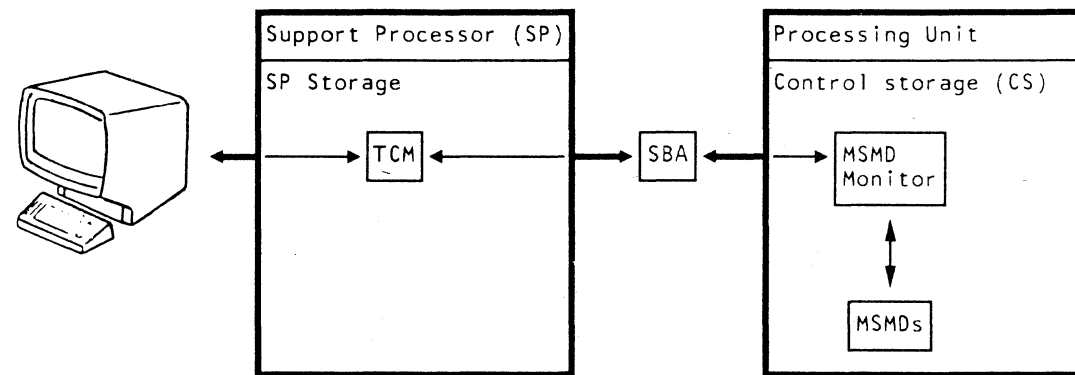 Support Processor (SP)
SP Storage
TCM
SBA
Processing Unit
Control storage (CS)
MSMD
Monitor
MSMDs